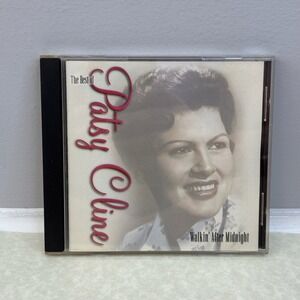 The Best of
Patsy Cline
Walkin' After Midnight